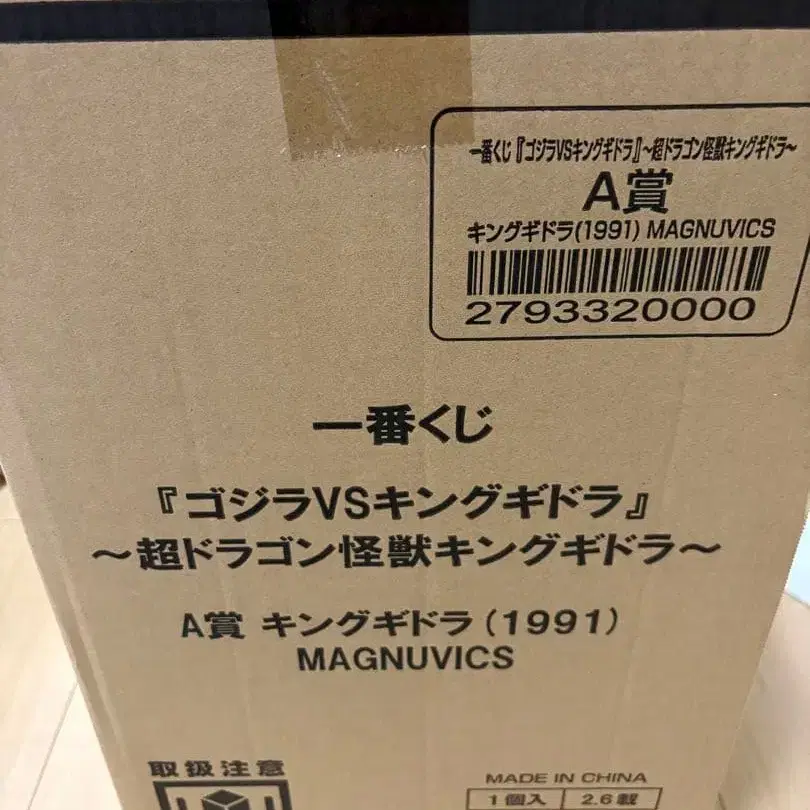 一番くじ『ゴジラVSキングギドラ』〜超ドラゴン怪獣キングギドラ〜
A賞
キングギドラ(1991) MAGNUVICS
2793320000
一番くじ
『ゴジラVSキングギドラ』
〜超ドラゴン怪獣キングギドラ〜
A賞 キングギドラ(1991)
MAGNUVICS
取扱注意
MADE IN CHINA
1個入 2.6載